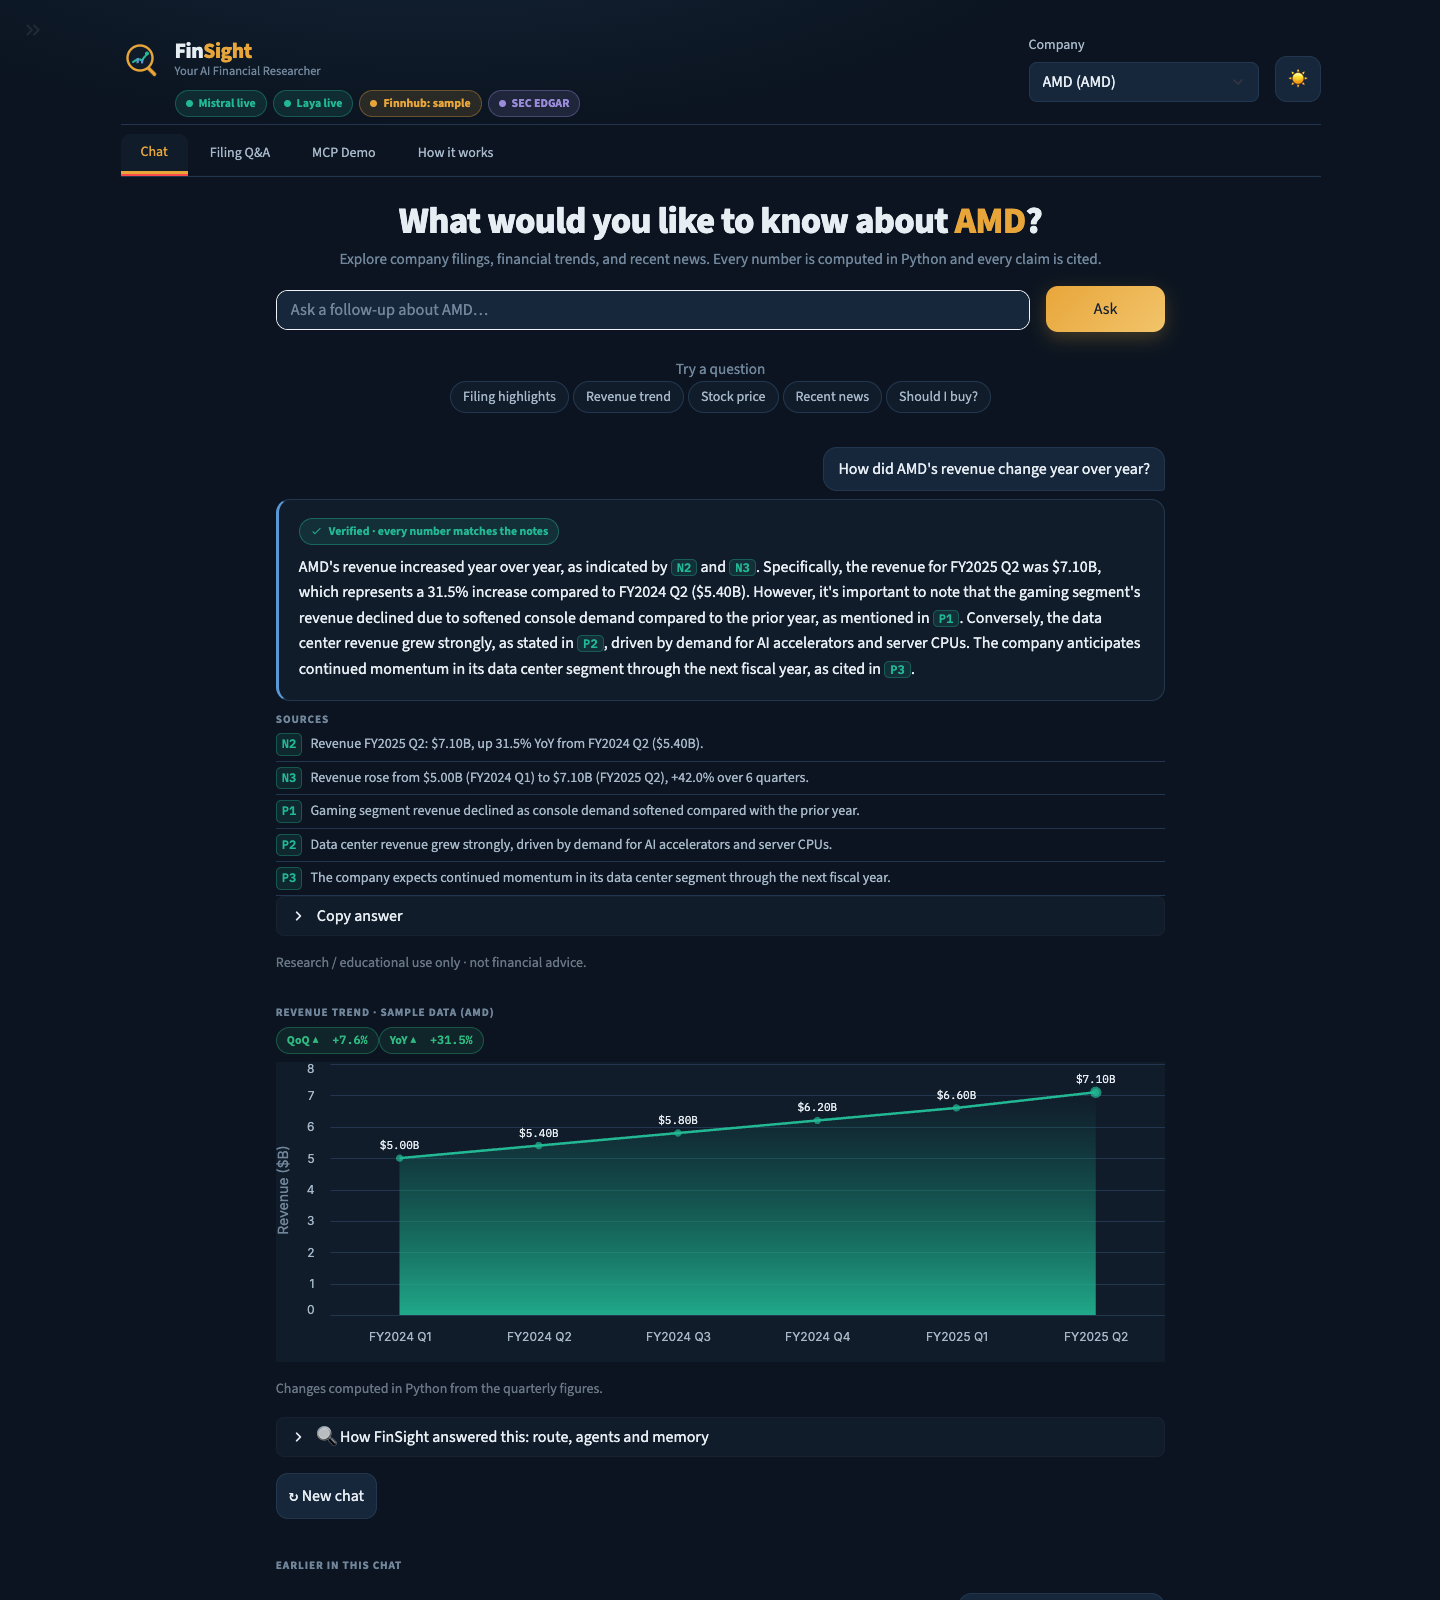 FinSight
Your AI Financial Researcher
Mistral live
Laya live
Finnhub: sample
SEC EDGAR
Company
AMD (AMD)
Chat
Filing Q&A
MCP Demo
How it works
What would you like to know about AMD?
Explore company filings, financial trends, and recent news. Every number is computed in Python and every claim is cited.
Ask a follow-up about AMD...
Ask
Try a question
Filing highlights
Revenue trend
Stock price
Recent news
Should I buy?
How did AMD's revenue change year over year?
✓ Verified · every number matches the notes
AMD's revenue increased year over year, as indicated by N2 and N3. Specifically, the revenue for FY2025 Q2 was $7.10B,
which represents a 31.5% increase compared to FY2024 Q2 ($5.40B). However, it's important to note that the gaming segment's
revenue declined due to softened console demand compared to the prior year, as mentioned in P1. Conversely, the data
center revenue grew strongly, as stated in P2, driven by demand for AI accelerators and server CPUs. The company anticipates
continued momentum in its data center segment through the next fiscal year, as cited in P3.
SOURCES
N2 Revenue FY2025 Q2: $7.10B, up 31.5% YoY from FY2024 Q2 ($5.40B).
N3 Revenue rose from $5.00B (FY2024 Q1) to $7.10B (FY2025 Q2), +42.0% over 6 quarters.
P1 Gaming segment revenue declined as console demand softened compared with the prior year.
P2 Data center revenue grew strongly, driven by demand for AI accelerators and server CPUs.
P3 The company expects continued momentum in its data center segment through the next fiscal year.
Copy answer
Research / educational use only · not financial advice.
REVENUE TREND · SAMPLE DATA (AMD)
QoQ ▲ +7.6%
YoY ▲ +31.5%
Revenue ($B)
8
7
6
5
4
3
2
1
0
$5.00B
$5.40B
$5.80B
$6.20B
$6.60B
$7.10B
FY2024 Q1
FY2024 Q2
FY2024 Q3
FY2024 Q4
FY2025 Q1
FY2025 Q2
Changes computed in Python from the quarterly figures.
How FinSight answered this: route, agents and memory
↻ New chat
EARLIER IN THIS CHAT